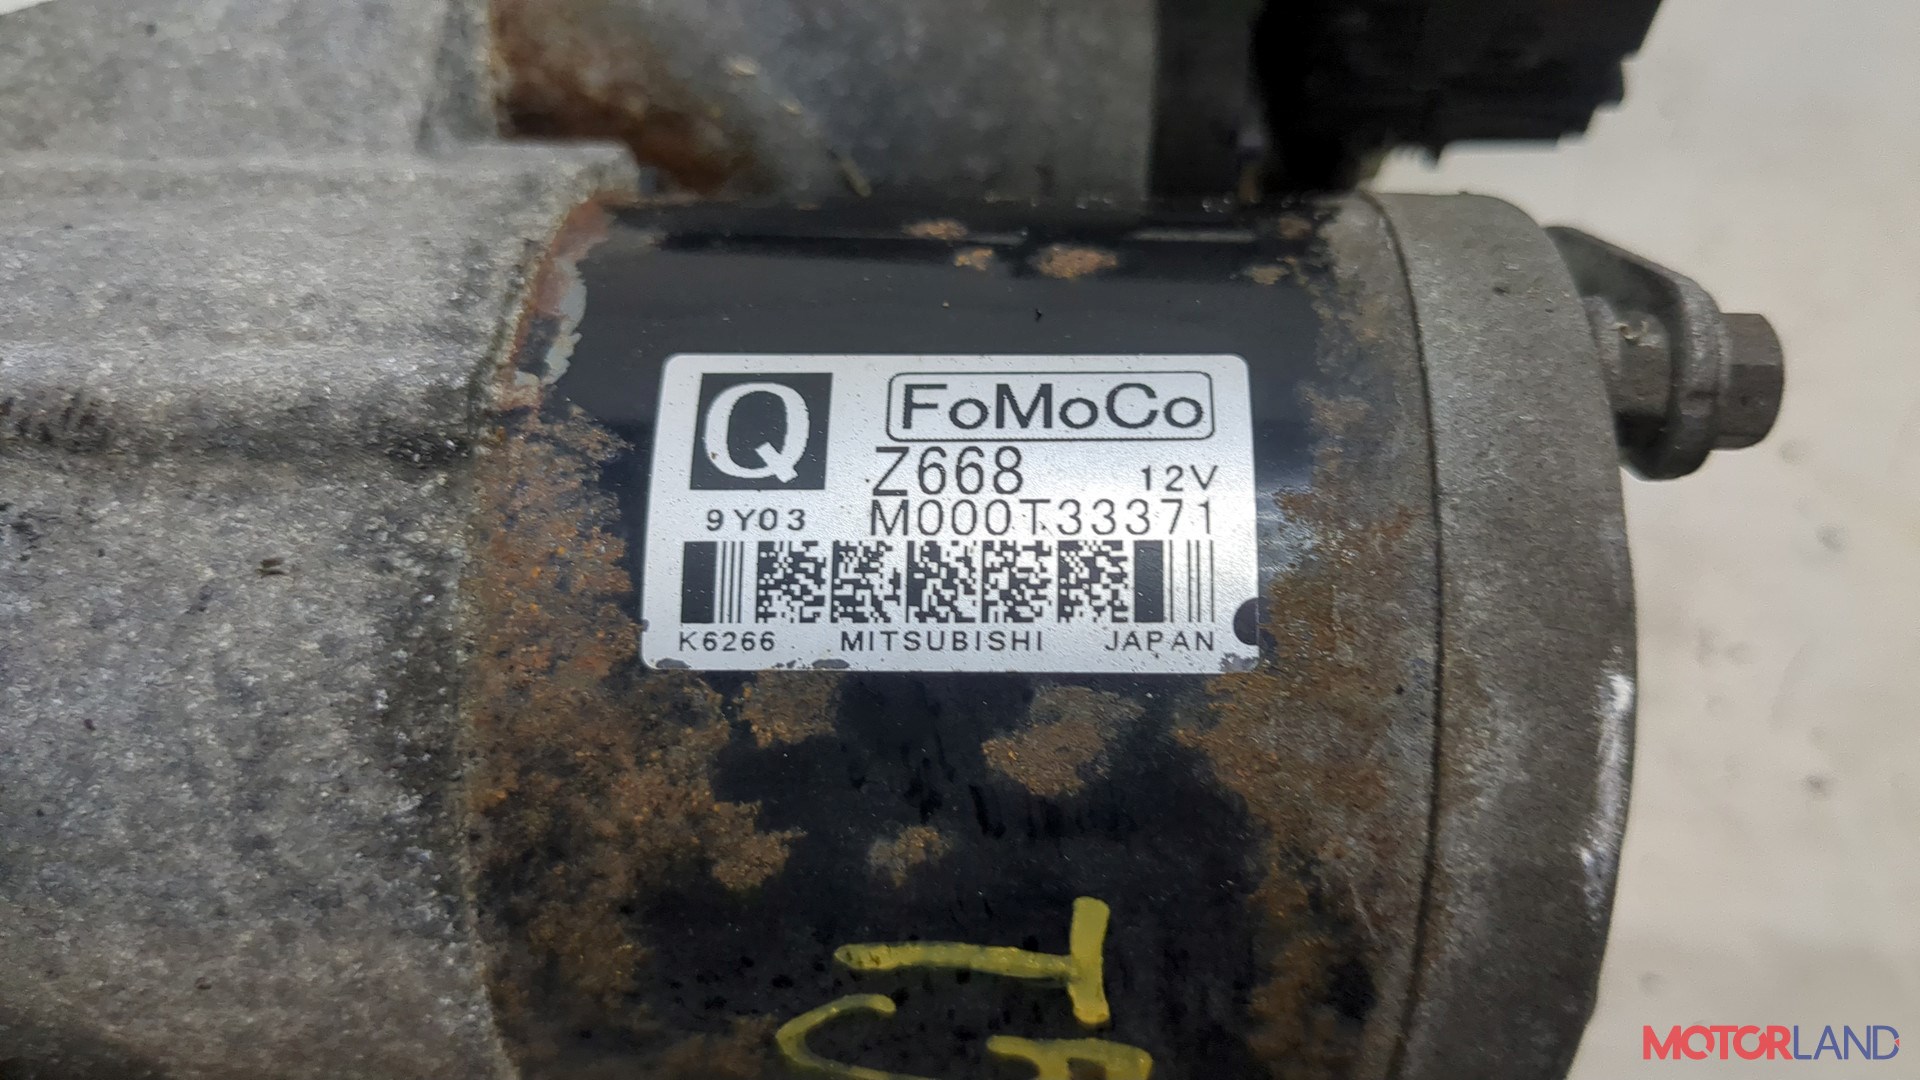 Q
FoMoCo
Z668 12V
9Y03 M000T33371
K6266 MITSUBISHI JAPAN
MOTORLAND